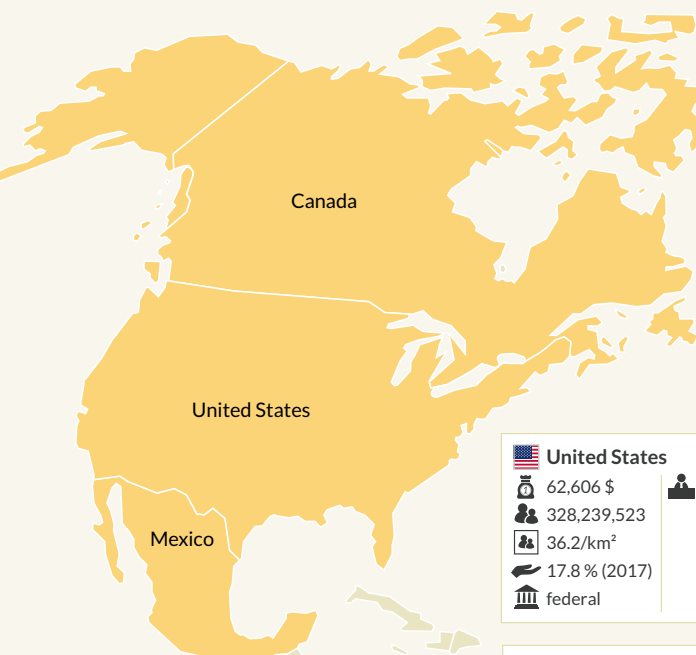 Canada
United States
Mexico
United States
62,606 $
328,239,523
36.2/km²
17.8 % (2017)
federal